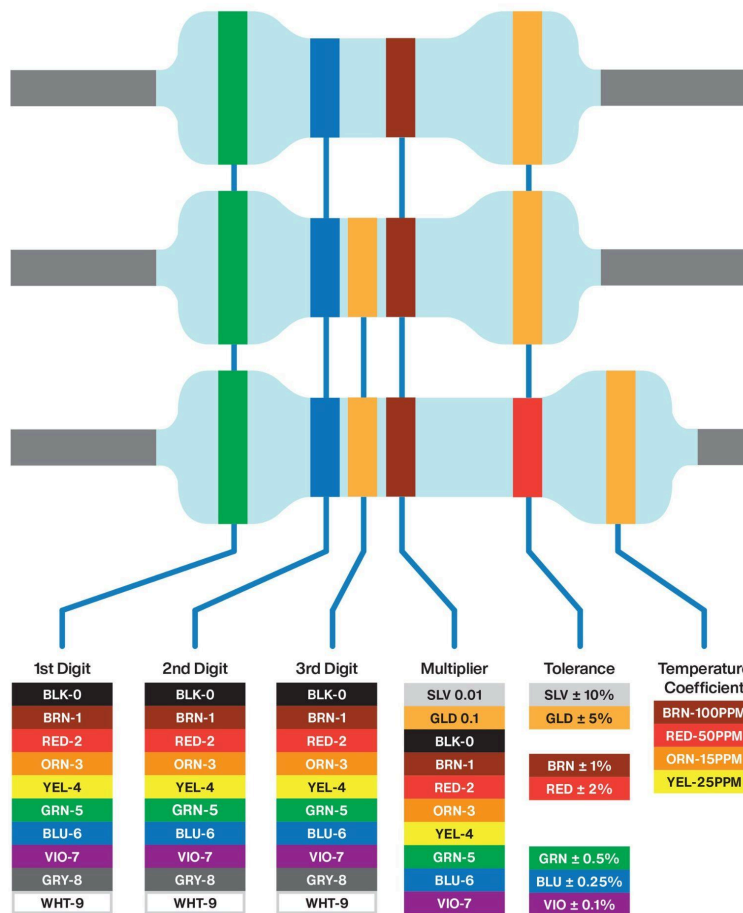 1st Digit
BLK-0
BRN-1
RED-2
ORN-3
YEL-4
GRN-5
BLU-6
VIO-7
GRY-8
WHT-9
2nd Digit
BLK-0
BRN-1
RED-2
ORN-3
YEL-4
GRN-5
BLU-6
VIO-7
GRY-8
WHT-9
3rd Digit
BLK-0
BRN-1
RED-2
ORN-3
YEL-4
GRN-5
BLU-6
VIO-7
GRY-8
WHT-9
Multiplier
SLV 0.01
GLD 0.1
BLK-0
BRN-1
RED-2
ORN-3
YEL-4
GRN-5
BLU-6
VIO-7
Tolerance
SLV ± 10%
GLD ± 5%
BRN ± 1%
RED ± 2%
GRN ± 0.5%
BLU ± 0.25%
VIO ± 0.1%
Temperature
Coefficient
BRN-100PPM
RED-50PPM
ORN-15PPM
YEL-25PPM